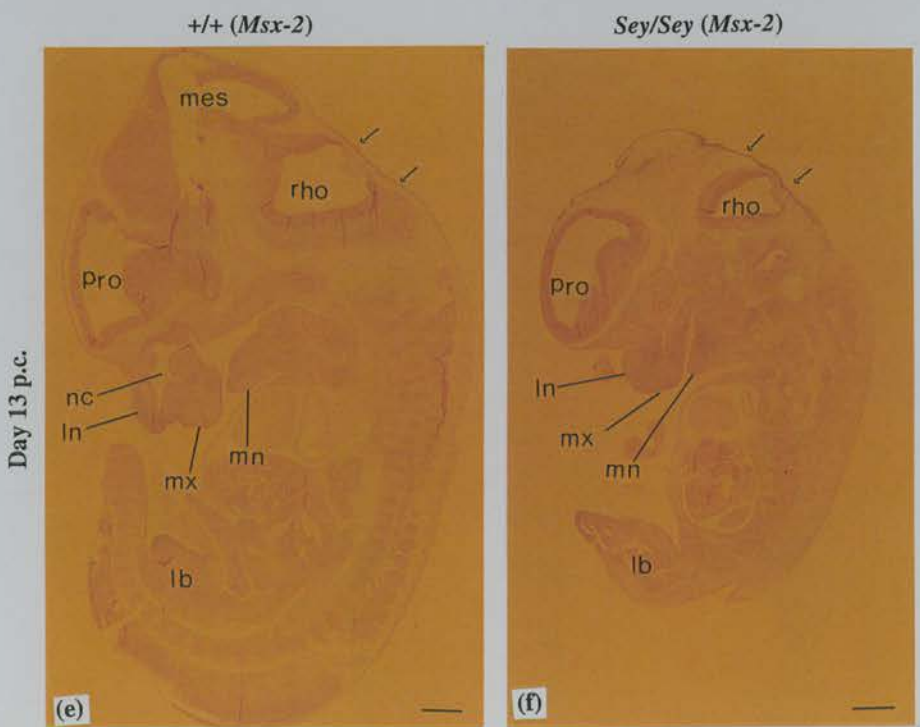 +/+ (Msx-2)
Sey/Sey (Msx-2)
Day 13 p.c.
mes
rho
pro
nc
ln
mx
mn
lb
(e)
rho
pro
ln
mx
mn
lb
(f)